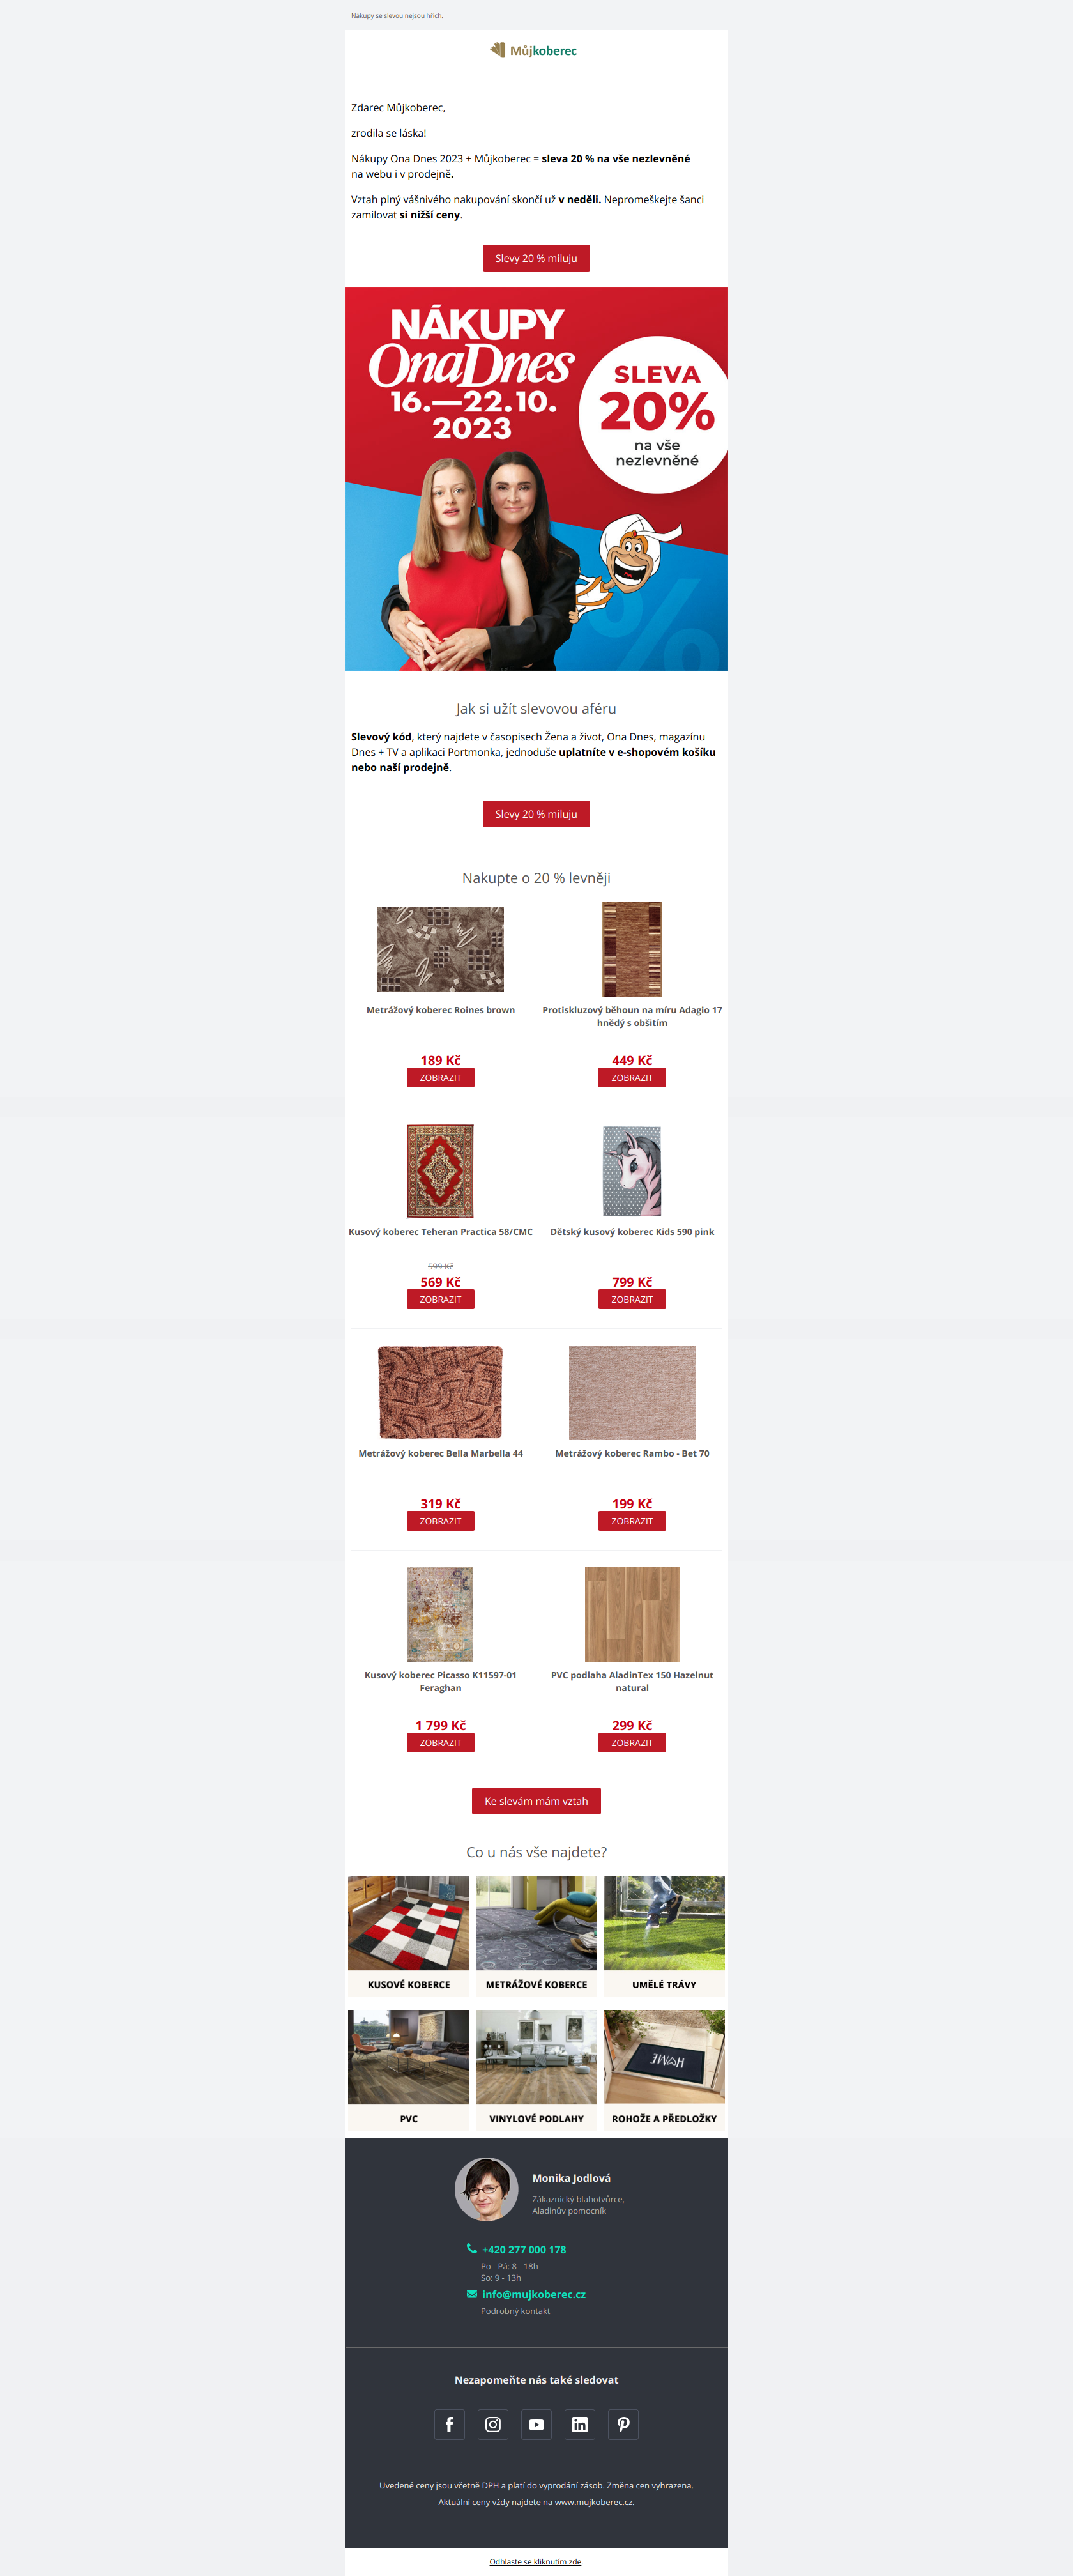 Nákupy se slevou nejsou hřích.
Můjkoberec
Zdarec Můjkoberec,
zrodila se láska!
Nákupy Ona Dnes 2023 + Můjkoberec = sleva 20 % na vše nezlevněné
na webu i v prodejně.
Vztah plný vášnivého nakupování skončí už v neděli. Nepromeškejte šanci
zamilovat si nižší ceny.
Slevy 20 % miluju
NÁKUPY
OnaDnes
16.—22.10.
2023
SLEVA
20%
na vše
nezlevněné
%
Jak si užít slevovou aféru
Slevový kód, který najdete v časopisech Žena a život, Ona Dnes, magazínu
Dnes + TV a aplikaci Portmonka, jednoduše uplatníte v e-shopovém košíku
nebo naší prodejně.
Slevy 20 % miluju
Nakupte o 20 % levněji
Metrážový koberec Roines brown
189 Kč
ZOBRAZIT
Protiskluzový běhoun na míru Adagio 17
hnědý s obšitím
449 Kč
ZOBRAZIT
Kusový koberec Teheran Practica 58/CMC
599 Kč
569 Kč
ZOBRAZIT
Dětský kusový koberec Kids 590 pink
799 Kč
ZOBRAZIT
Metrážový koberec Bella Marbella 44
319 Kč
ZOBRAZIT
Metrážový koberec Rambo - Bet 70
199 Kč
ZOBRAZIT
Kusový koberec Picasso K11597-01
Feraghan
1 799 Kč
ZOBRAZIT
PVC podlaha AladinTex 150 Hazelnut
natural
299 Kč
ZOBRAZIT
Ke slevám mám vztah
Co u nás vše najdete?
KUSOVÉ KOBERCE
METRÁŽOVÉ KOBERCE
UMĚLÉ TRÁVY
HOME
PVC
VINYLOVÉ PODLAHY
ROHOŽE A PŘEDLOŽKY
Monika Jodlová
Zákaznický blahotvůrce,
Aladinův pomocník
+420 277 000 178
Po - Pá: 8 - 18h
So: 9 - 13h
info@mujkoberec.cz
Podrobný kontakt
Nezapomeňte nás také sledovat
Uvedené ceny jsou včetně DPH a platí do vyprodání zásob. Změna cen vyhrazena.
Aktuální ceny vždy najdete na www.mujkoberec.cz.
Odhlaste se kliknutím zde